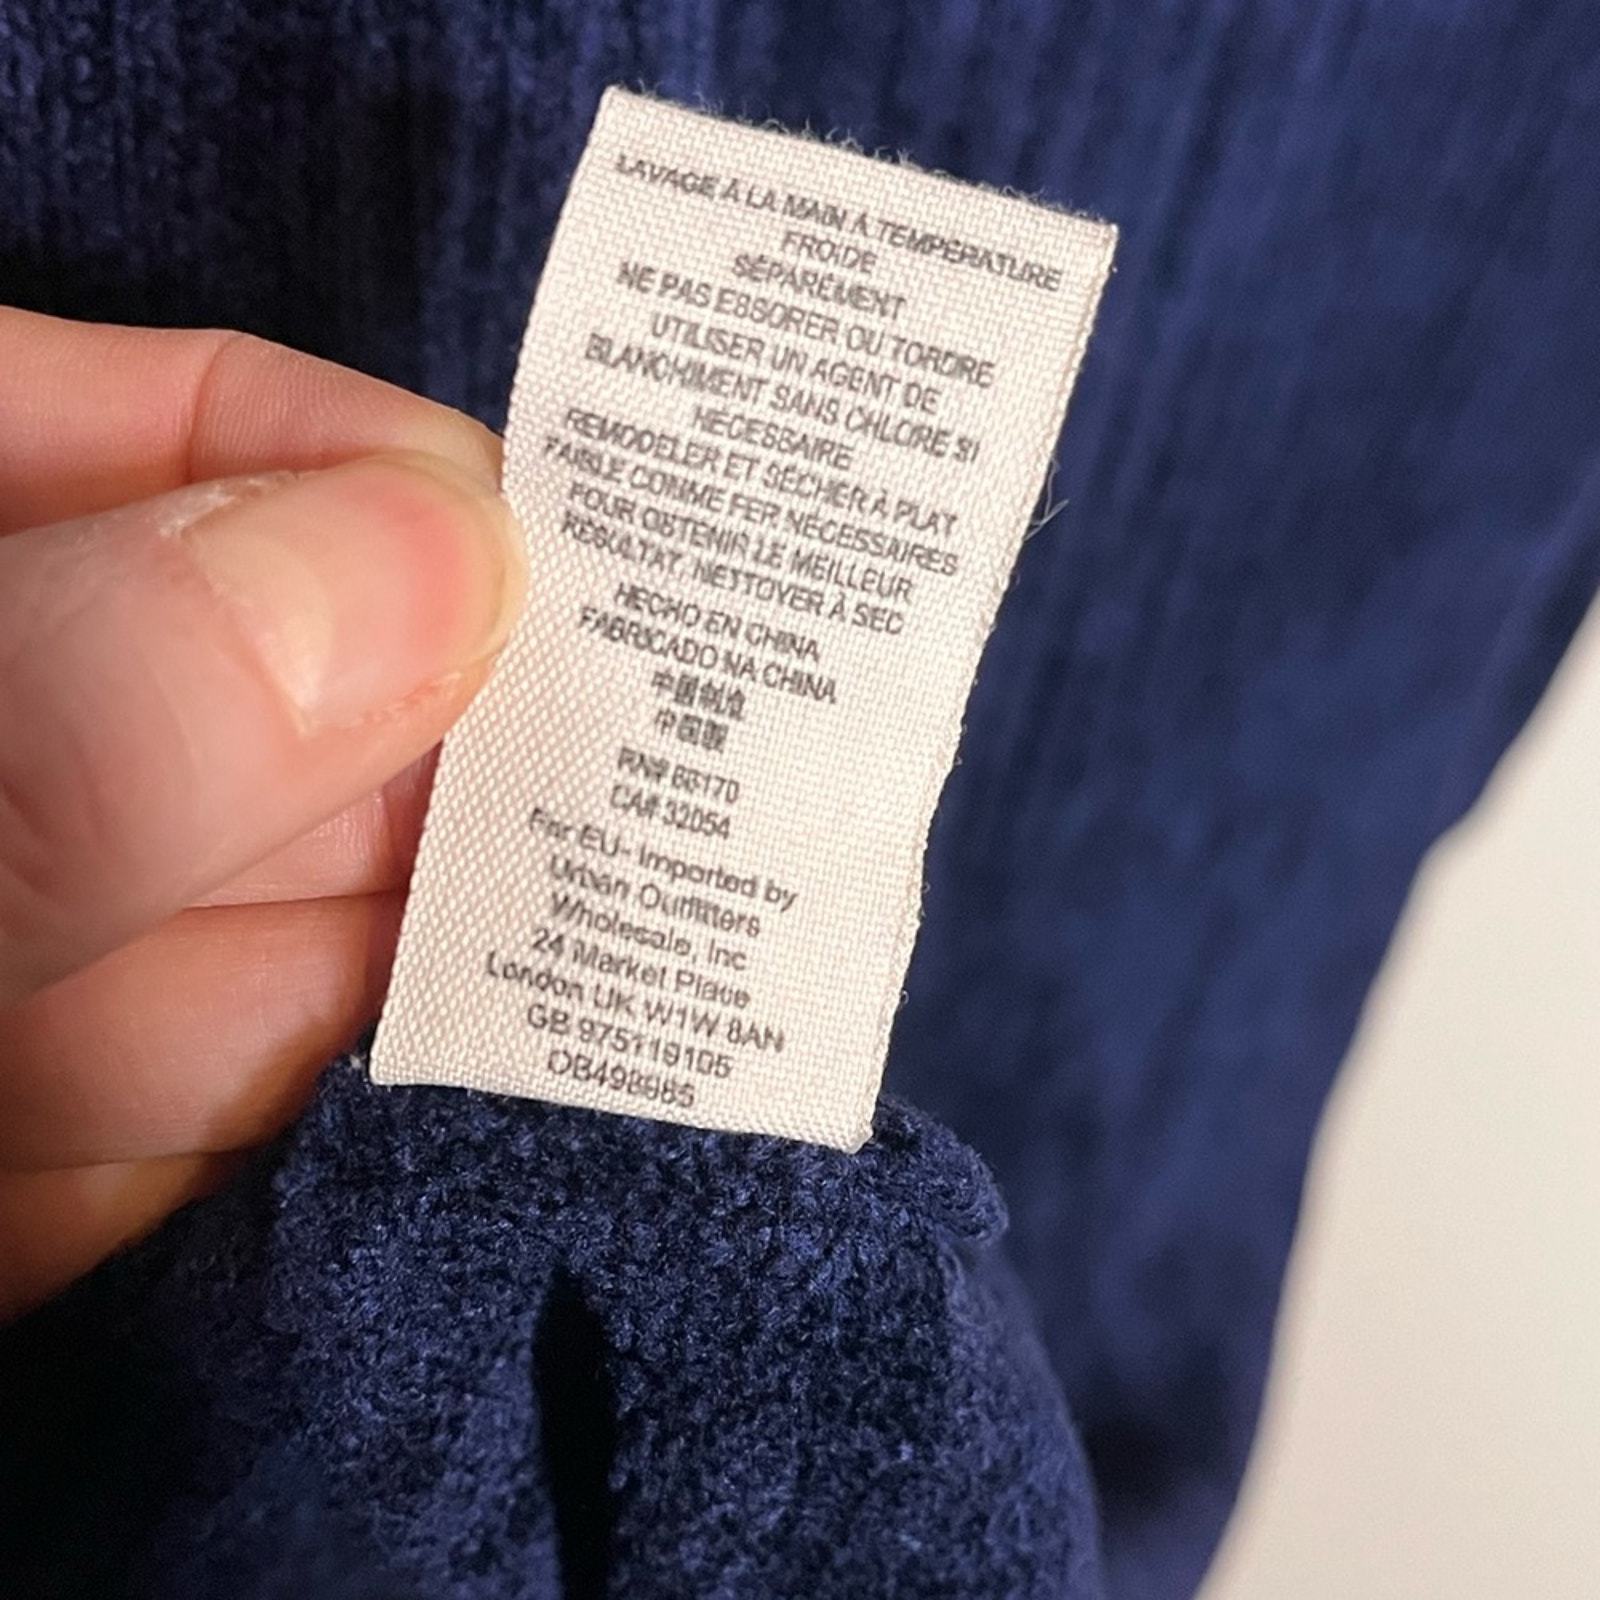 LAVAGE À LA MAIN À TEMPÉRATURE
FROIDE
SÉPARÉMENT
NE PAS ESSORER OU TORDRE
UTILISER UN AGENT DE
BLANCHIMENT SANS CHLORE SI
NÉCESSAIRE
REMODELER ET SÉCHER À PLAT
FAIBLE COMME FER NÉCESSAIRES
POUR OBTENIR LE MEILLEUR
RÉSULTAT, NETTOYER À SEC
HECHO EN CHINA
FABRICADO NA CHINA
中国制造
中国製
RN# 66170
CA# 32054
For EU- Imported by
Urban Outfitters
Wholesale, Inc
24 Market Place
London UK W1W 8AN
GB 975119105